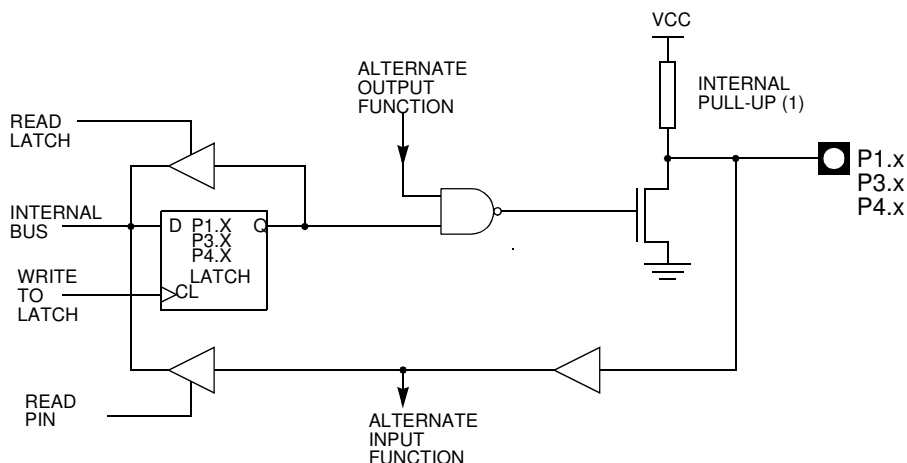 VCC
ALTERNATE
OUTPUT
FUNCTION
INTERNAL
PULL-UP (1)
READ
LATCH
P1.x
P3.x
P4.x
INTERNAL
BUS
D P1.X Q
P3.X
P4.X
LATCH
CL
WRITE
TO
LATCH
READ
PIN
ALTERNATE
INPUT
FUNCTION